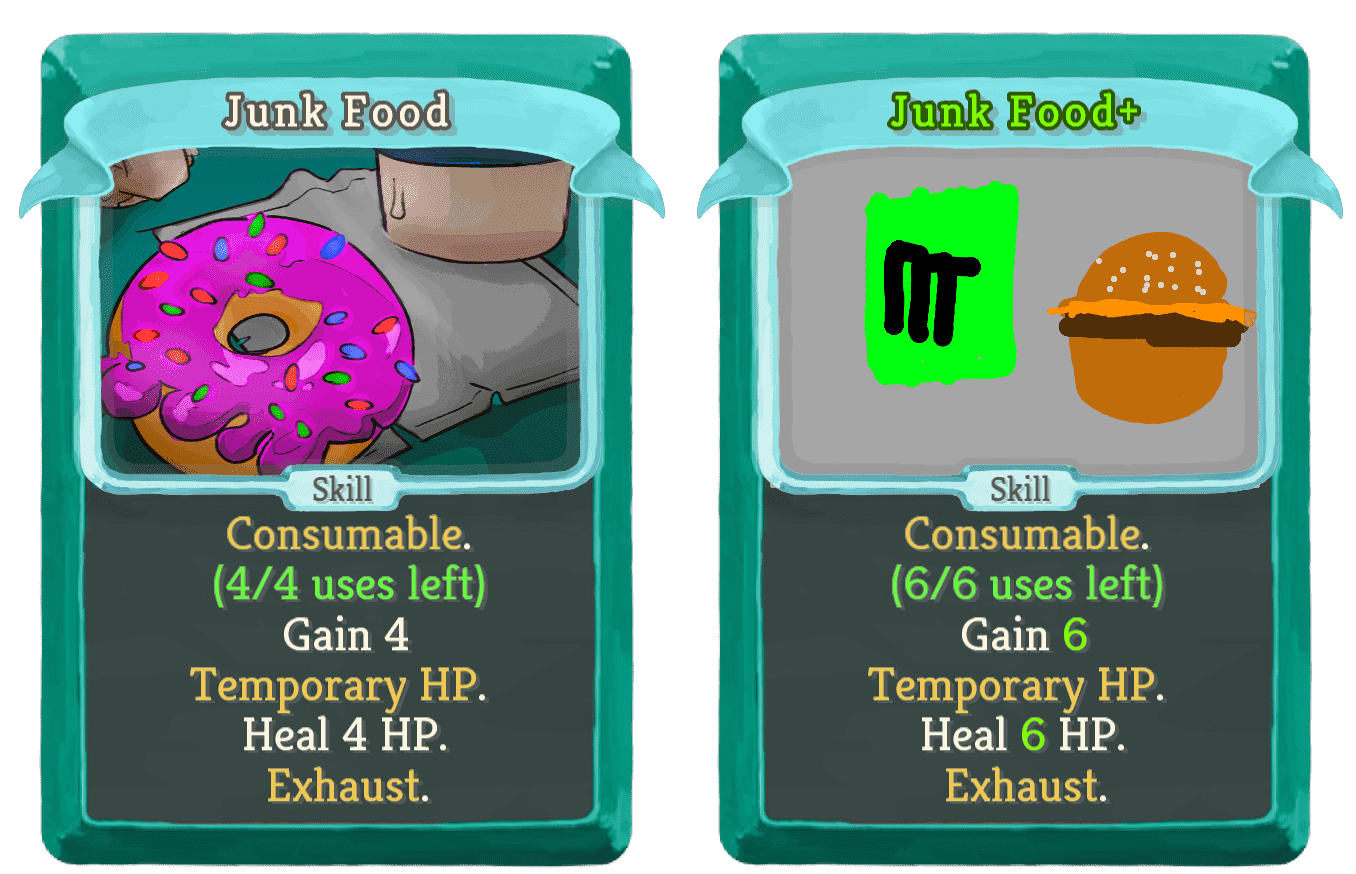 Junk Food
Skill
Consumable.
(4/4 uses left)
Gain 4
Temporary HP.
Heal 4 HP.
Exhaust.
Junk Food+
Skill
Consumable.
(6/6 uses left)
Gain 6
Temporary HP.
Heal 6 HP.
Exhaust.